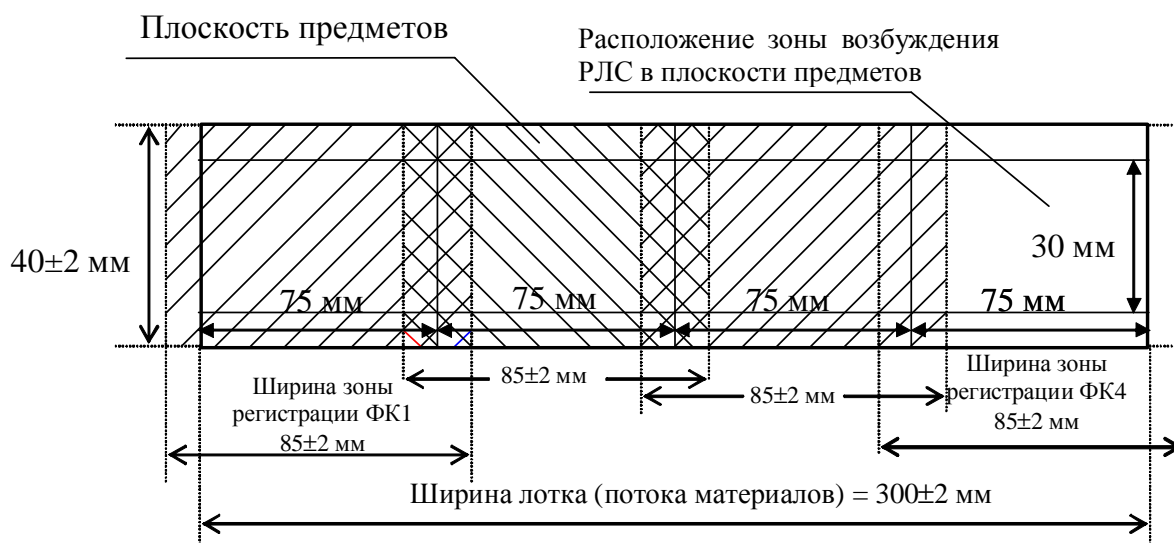 Плоскость предметов
Расположение зоны возбуждения
РЛС в плоскости предметов
40±2 мм
30 мм
75 мм
75 мм
75 мм
75 мм
Ширина зоны
регистрации ФК1
85±2 мм
85±2 мм
85±2 мм
Ширина зоны
регистрации ФК4
85±2 мм
Ширина лотка (потока материалов) = 300±2 мм